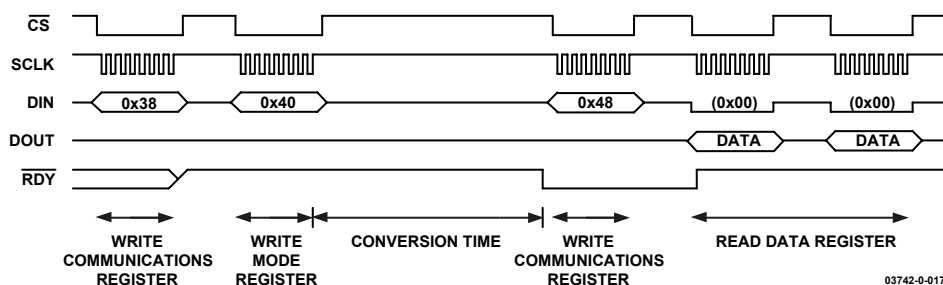 CS
SCLK
DIN 0x38 0x40 0x48 (0x00) (0x00)
DOUT DATA DATA
RDY
WRITE COMMUNICATIONS REGISTER
WRITE MODE REGISTER
CONVERSION TIME
WRITE COMMUNICATIONS REGISTER
READ DATA REGISTER
03742-0-017